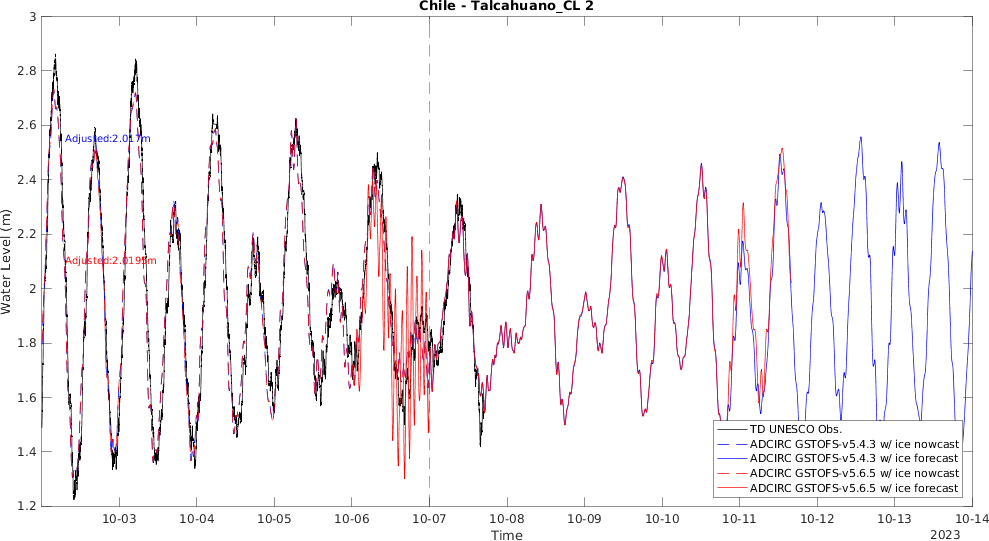 Chile - Talcahuano_CL 2
3
2.8
2.6
2.4
2.2
2
1.8
1.6
1.4
1.2
Water Level (m)
Adjusted:2.017m
Adjusted:2.0195m
TD UNESCO Obs.
ADCIRC GSTOFS-v5.4.3 w/ ice nowcast
ADCIRC GSTOFS-v5.4.3 w/ ice forecast
ADCIRC GSTOFS-v5.6.5 w/ ice nowcast
ADCIRC GSTOFS-v5.6.5 w/ ice forecast
10-03 10-04 10-05 10-06 10-07 10-08 10-09 10-10 10-11 10-12 10-13 10-14
Time
2023